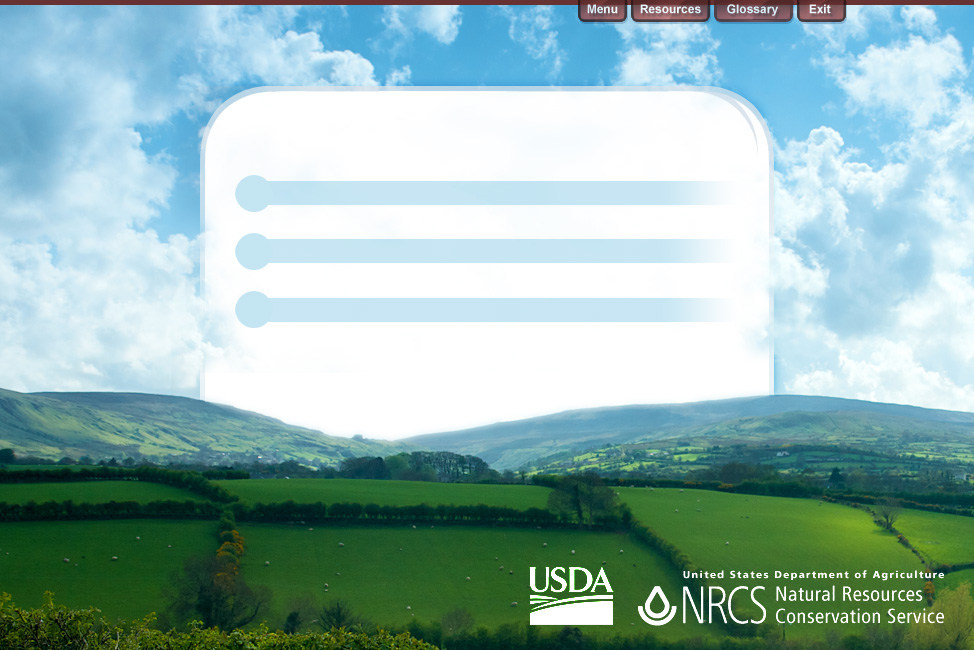 Menu
Resources
Glossary
Exit
USDA
United States Department of Agriculture
NRCS
Natural Resources
Conservation Service